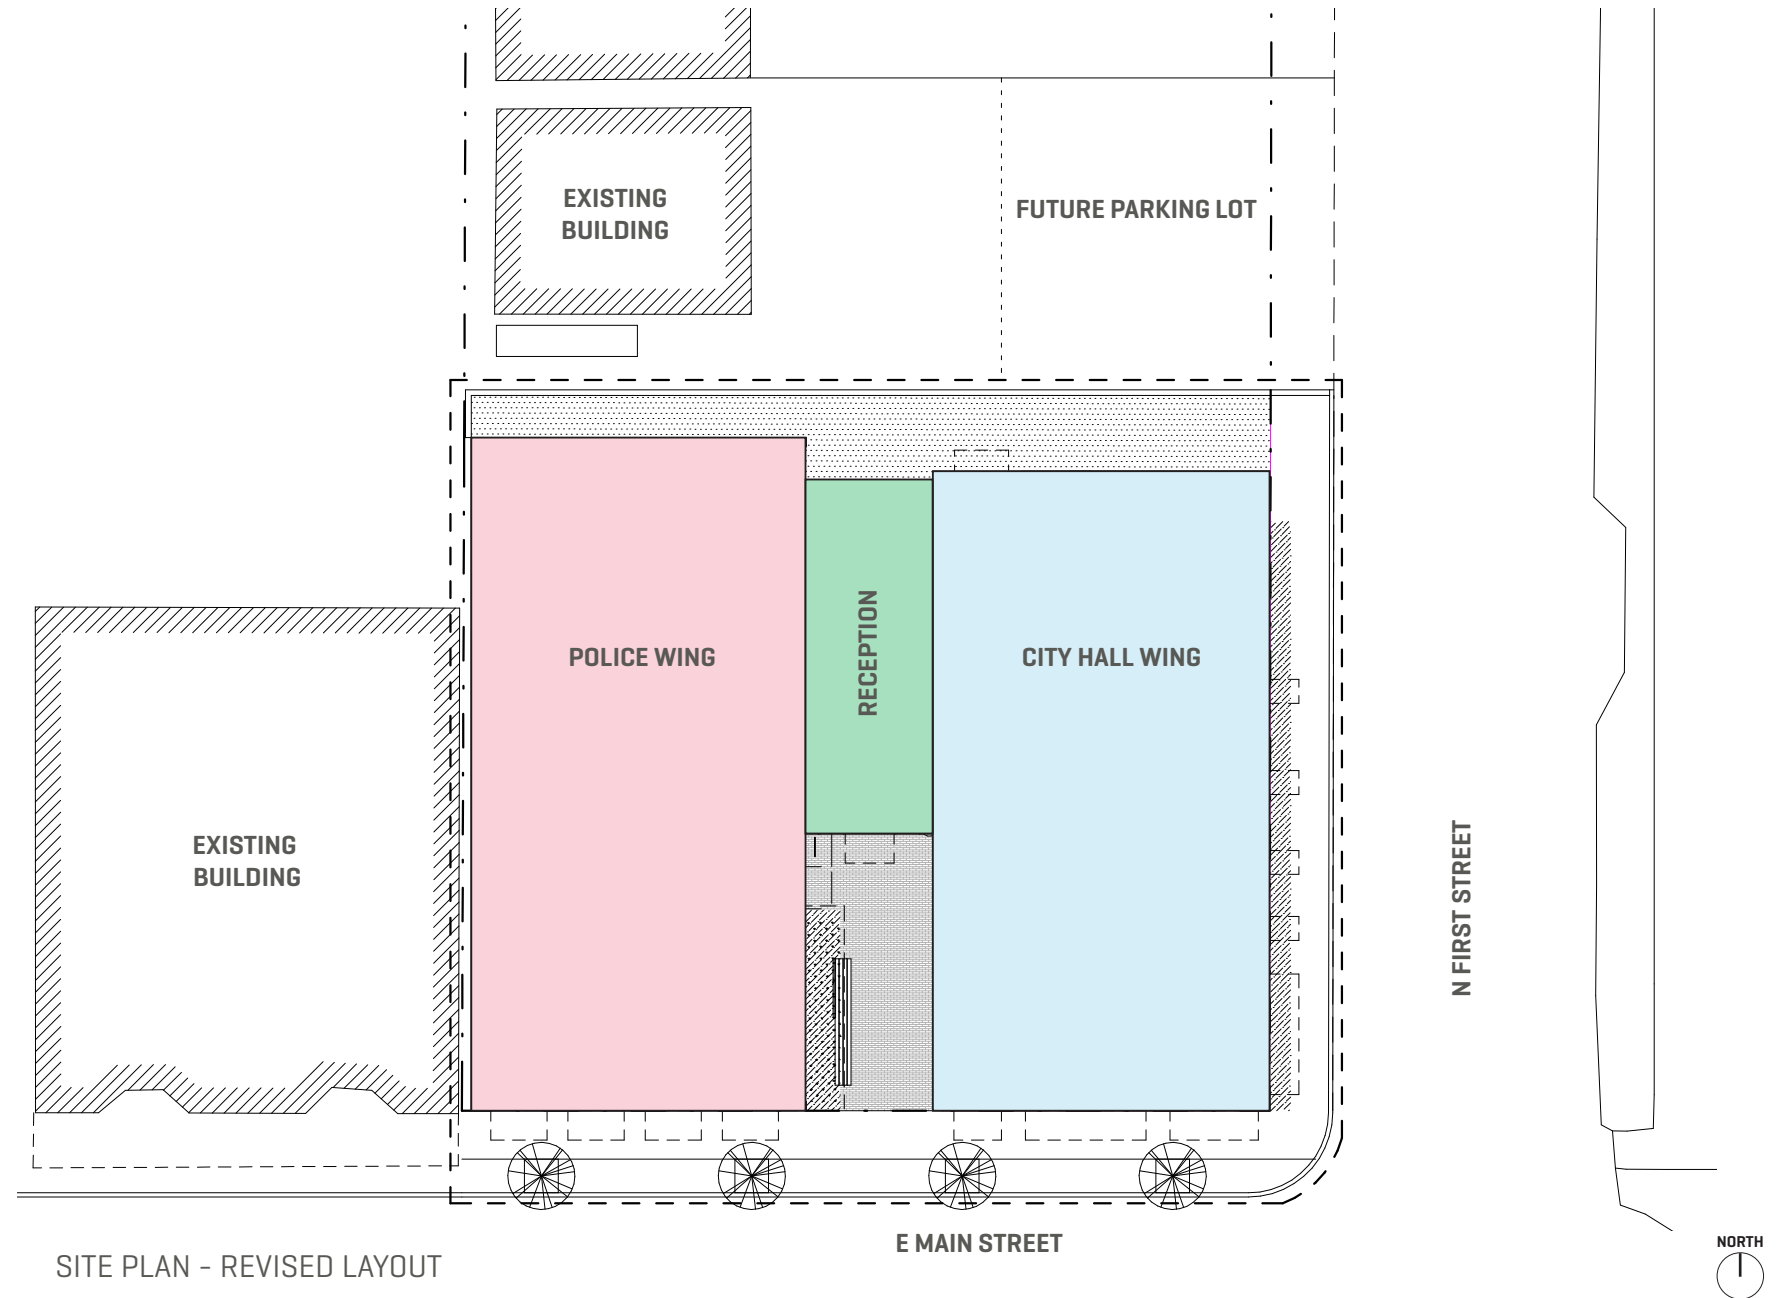 EXISTING
BUILDING
FUTURE PARKING LOT
POLICE WING
RECEPTION
CITY HALL WING
EXISTING
BUILDING
N FIRST STREET
E MAIN STREET
SITE PLAN - REVISED LAYOUT
NORTH